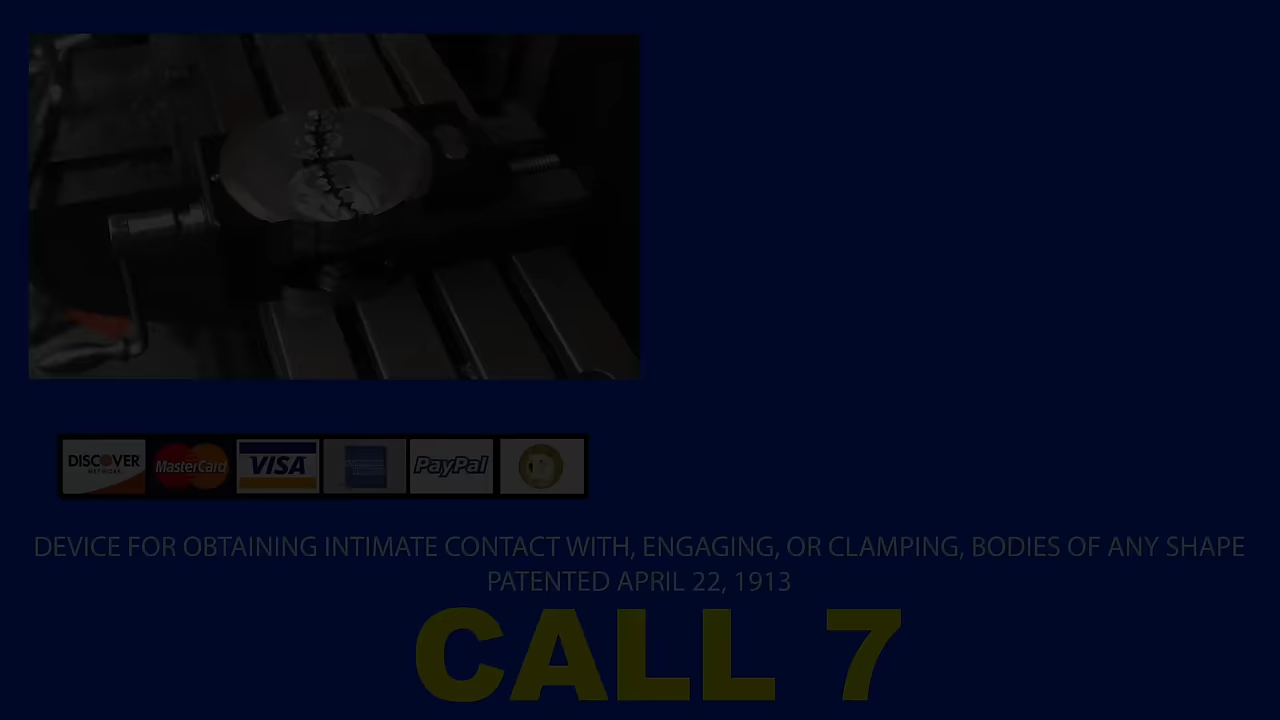 DISCOVER
NETWORK
MasterCard
VISA
PayPal
DEVICE FOR OBTAINING INTIMATE CONTACT WITH, ENGAGING, OR CLAMPING, BODIES OF ANY SHAPE
PATENTED APRIL 22, 1913
CALL 7